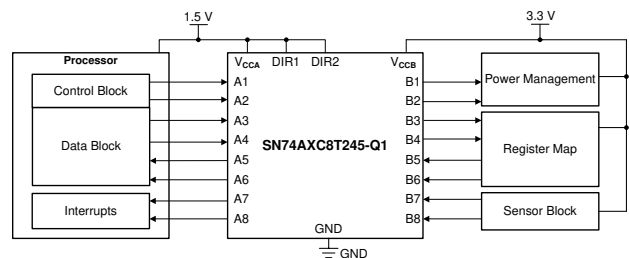 1.5 V
3.3 V
Processor
Control Block
Data Block
Interrupts
VCCA DIR1 DIR2 VCCB
A1
A2
A3
A4
A5
A6
A7
A8
SN74AXC8T245-Q1
B1
B2
B3
B4
B5
B6
B7
B8
GND
GND
Power Management
Register Map
Sensor Block